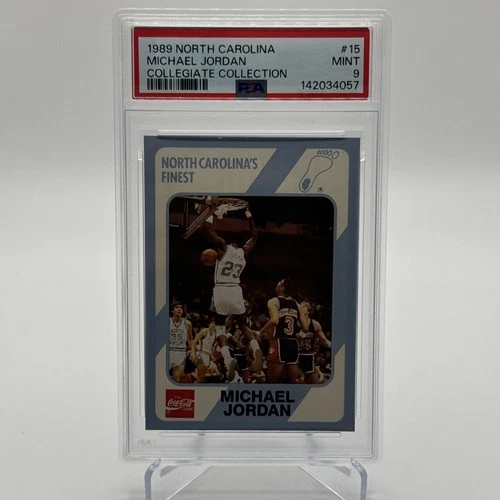 1989 NORTH CAROLINA #15
MICHAEL JORDAN MINT
COLLEGIATE COLLECTION 9
PSA 142034057
NORTH CAROLINA'S
FINEST
23
3
35
Coca-Cola
MICHAEL
JORDAN